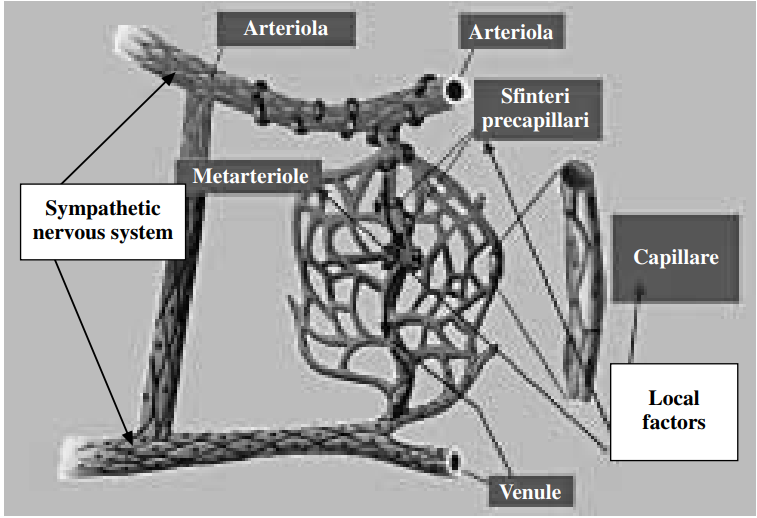 Arteriola
Arteriola
Sfinteri
precapillari
Metarteriole
Sympathetic
nervous system
Capillare
Local
factors
Venule